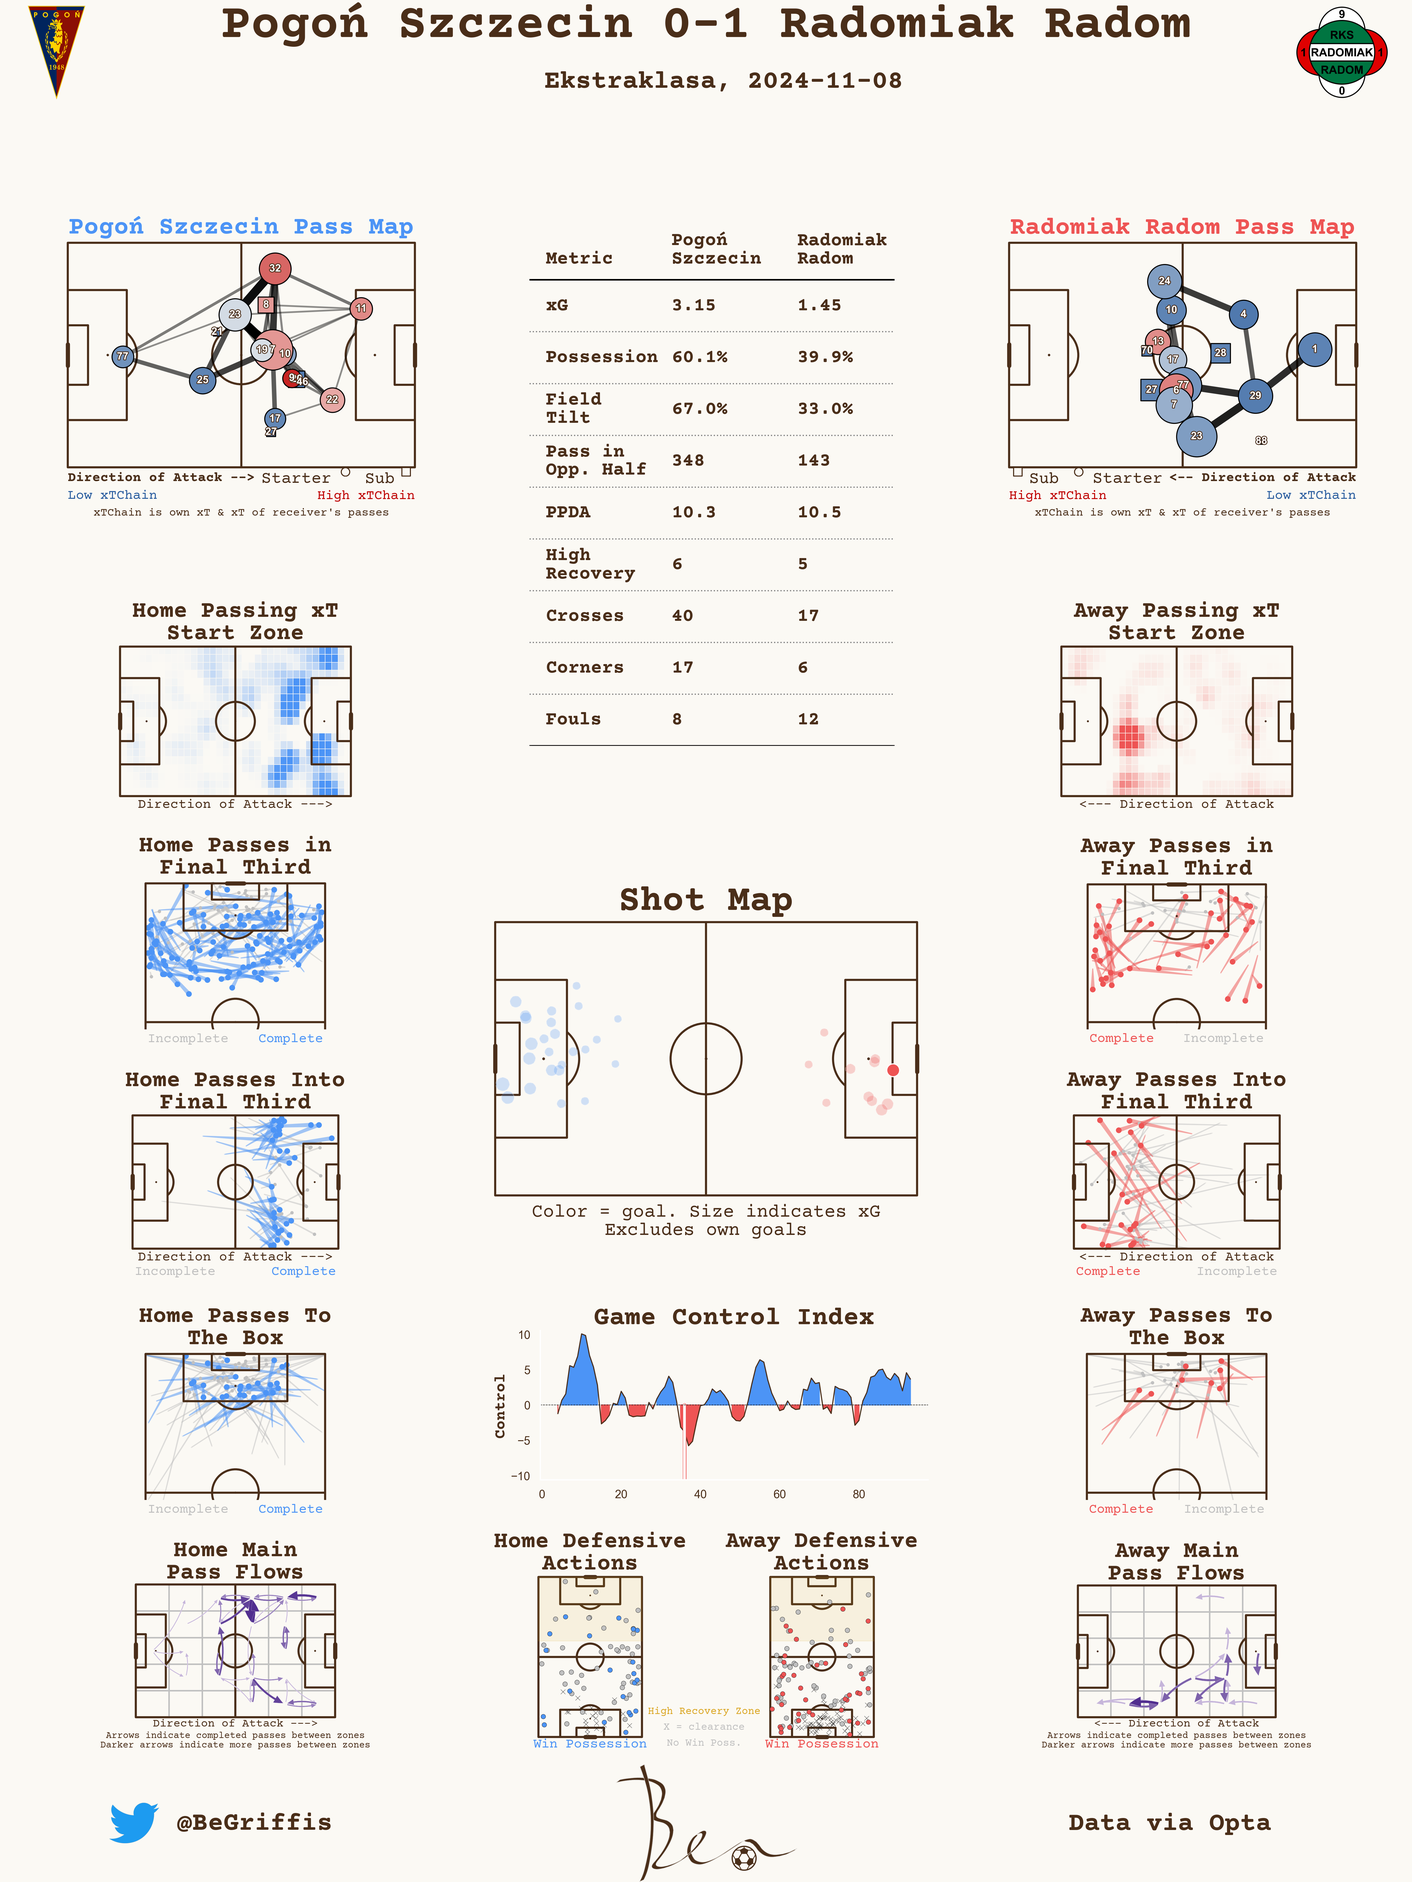 POGOŃ
1948
Pogoń Szczecin 0-1 Radomiak Radom
Ekstraklasa, 2024-11-08
9
RKS
1 RADOMIAK 1
RADOM
0
Pogoń Szczecin Pass Map
32
8
11
23
21
19
7
10
77
25
9
46
22
17
27
Direction of Attack --> Starter Sub
Low xTChain High xTChain
xTChain is own xT & xT of receiver's passes
Metric Pogoń Szczecin Radomiak Radom
xG 3.15 1.45
Possession 60.1% 39.9%
Field Tilt 67.0% 33.0%
Pass in Opp. Half 348 143
PPDA 10.3 10.5
High Recovery 6 5
Crosses 40 17
Corners 17 6
Fouls 8 12
Radomiak Radom Pass Map
24
10
4
13
70
17
28
1
27
77
6
7
29
23
88
Sub Starter <-- Direction of Attack
High xTChain Low xTChain
xTChain is own xT & xT of receiver's passes
Home Passing xT
Start Zone
Direction of Attack --->
Away Passing xT
Start Zone
<--- Direction of Attack
Home Passes in
Final Third
Incomplete Complete
Away Passes in
Final Third
Complete Incomplete
Shot Map
Color = goal. Size indicates xG
Excludes own goals
Home Passes Into
Final Third
Direction of Attack --->
Incomplete Complete
Away Passes Into
Final Third
<--- Direction of Attack
Complete Incomplete
Home Passes To
The Box
Incomplete Complete
Game Control Index
Control
10
5
0
−5
−10
0 20 40 60 80
Away Passes To
The Box
Complete Incomplete
Home Main
Pass Flows
Direction of Attack --->
Arrows indicate completed passes between zones
Darker arrows indicate more passes between zones
Home Defensive
Actions
Win Possession
High Recovery Zone
X = clearance
No Win Poss.
Away Defensive
Actions
Win Possession
Away Main
Pass Flows
<--- Direction of Attack
Arrows indicate completed passes between zones
Darker arrows indicate more passes between zones
@BeGriffis
Ben
Data via Opta